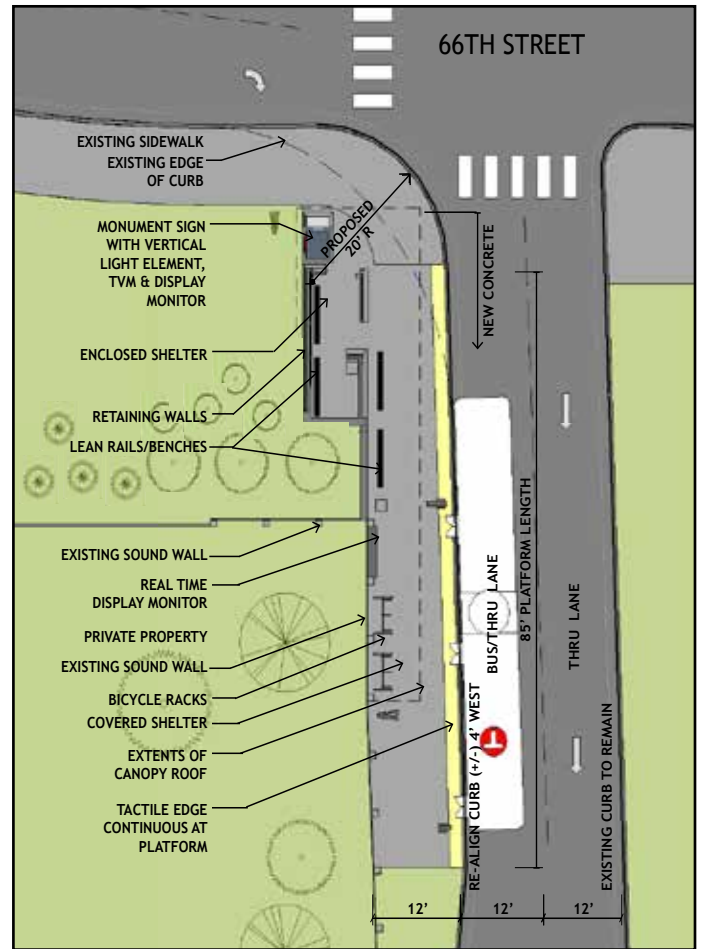 66TH STREET
EXISTING SIDEWALK
EXISTING EDGE
OF CURB
MONUMENT SIGN
WITH VERTICAL
LIGHT ELEMENT,
TVM & DISPLAY
MONITOR
PROPOSED
20' R
NEW CONCRETE
ENCLOSED SHELTER
RETAINING WALLS
LEAN RAILS/BENCHES
EXISTING SOUND WALL
REAL TIME
DISPLAY MONITOR
PRIVATE PROPERTY
EXISTING SOUND WALL
BICYCLE RACKS
COVERED SHELTER
EXTENTS OF
CANOPY ROOF
TACTILE EDGE
CONTINUOUS AT
PLATFORM
RE-ALIGN CURB (+/-) 4' WEST
BUS/THRU LANE
85' PLATFORM LENGTH
THRU LANE
EXISTING CURB TO REMAIN
T
12'
12'
12'